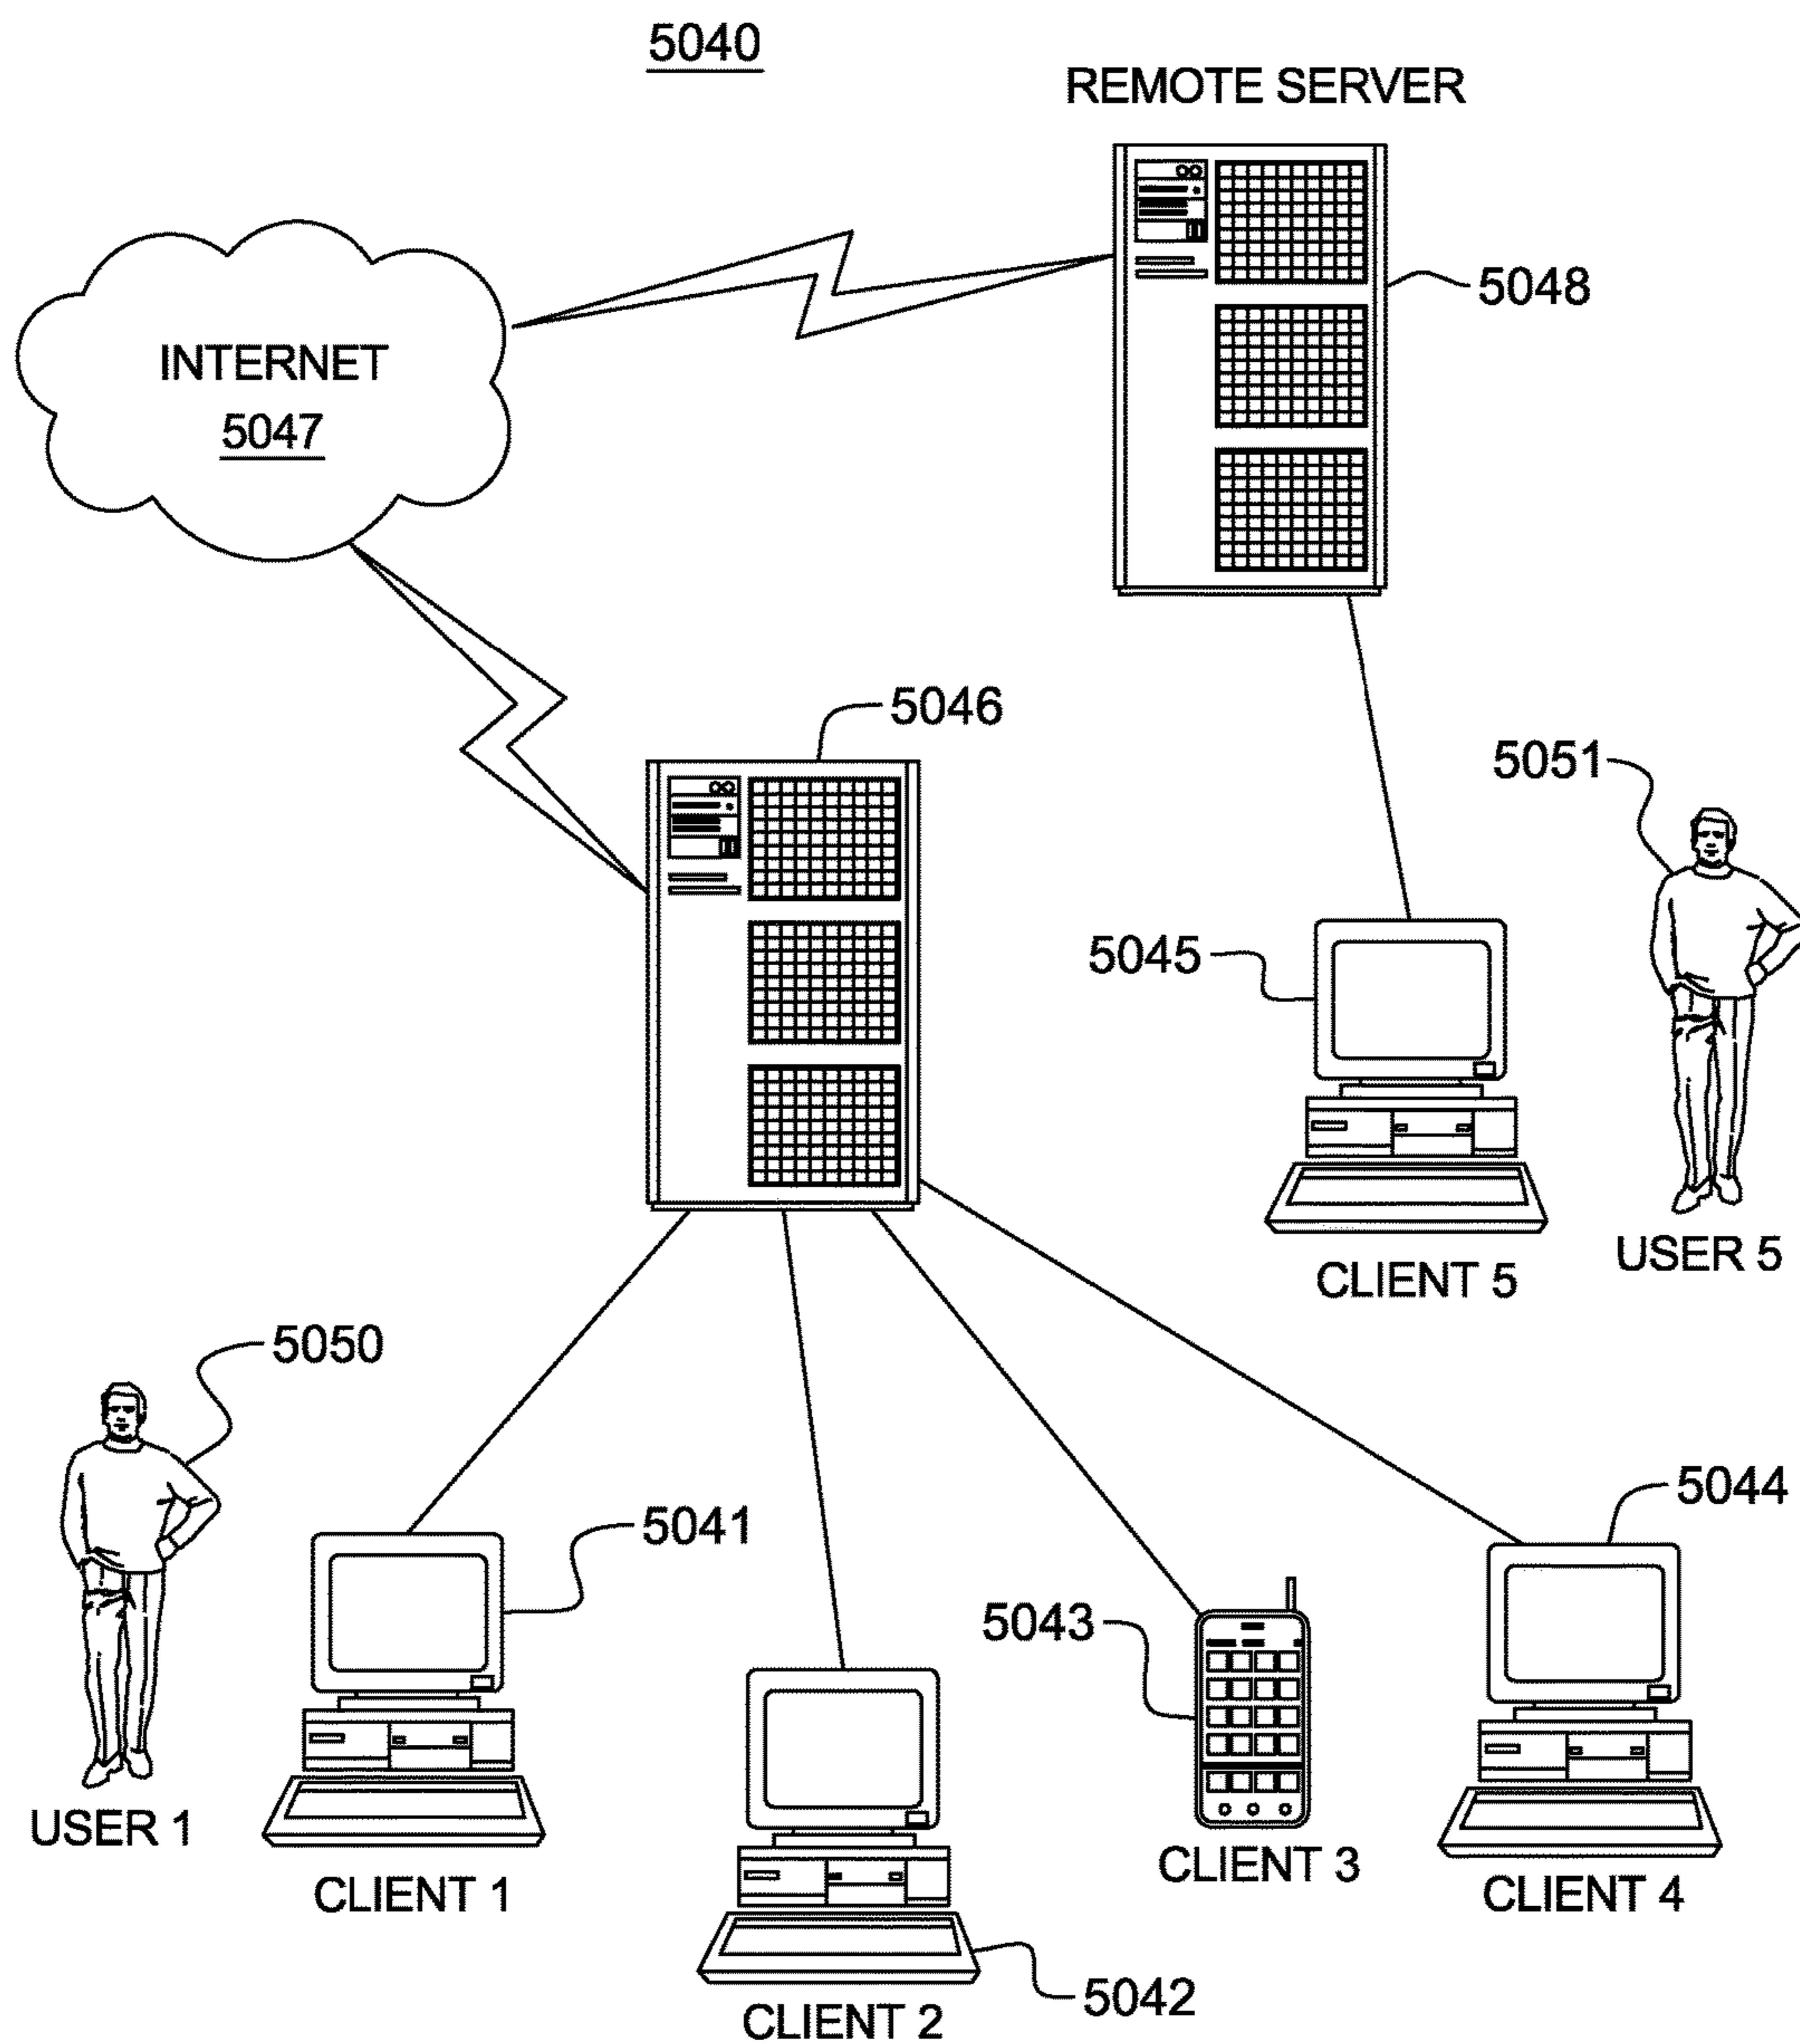 5040
REMOTE SERVER
5048
INTERNET
5047
5046
5051
5045
USER 5
CLIENT 5
5050
5044
5041
5043
USER 1
CLIENT 3
CLIENT 1
CLIENT 4
5042
CLIENT 2